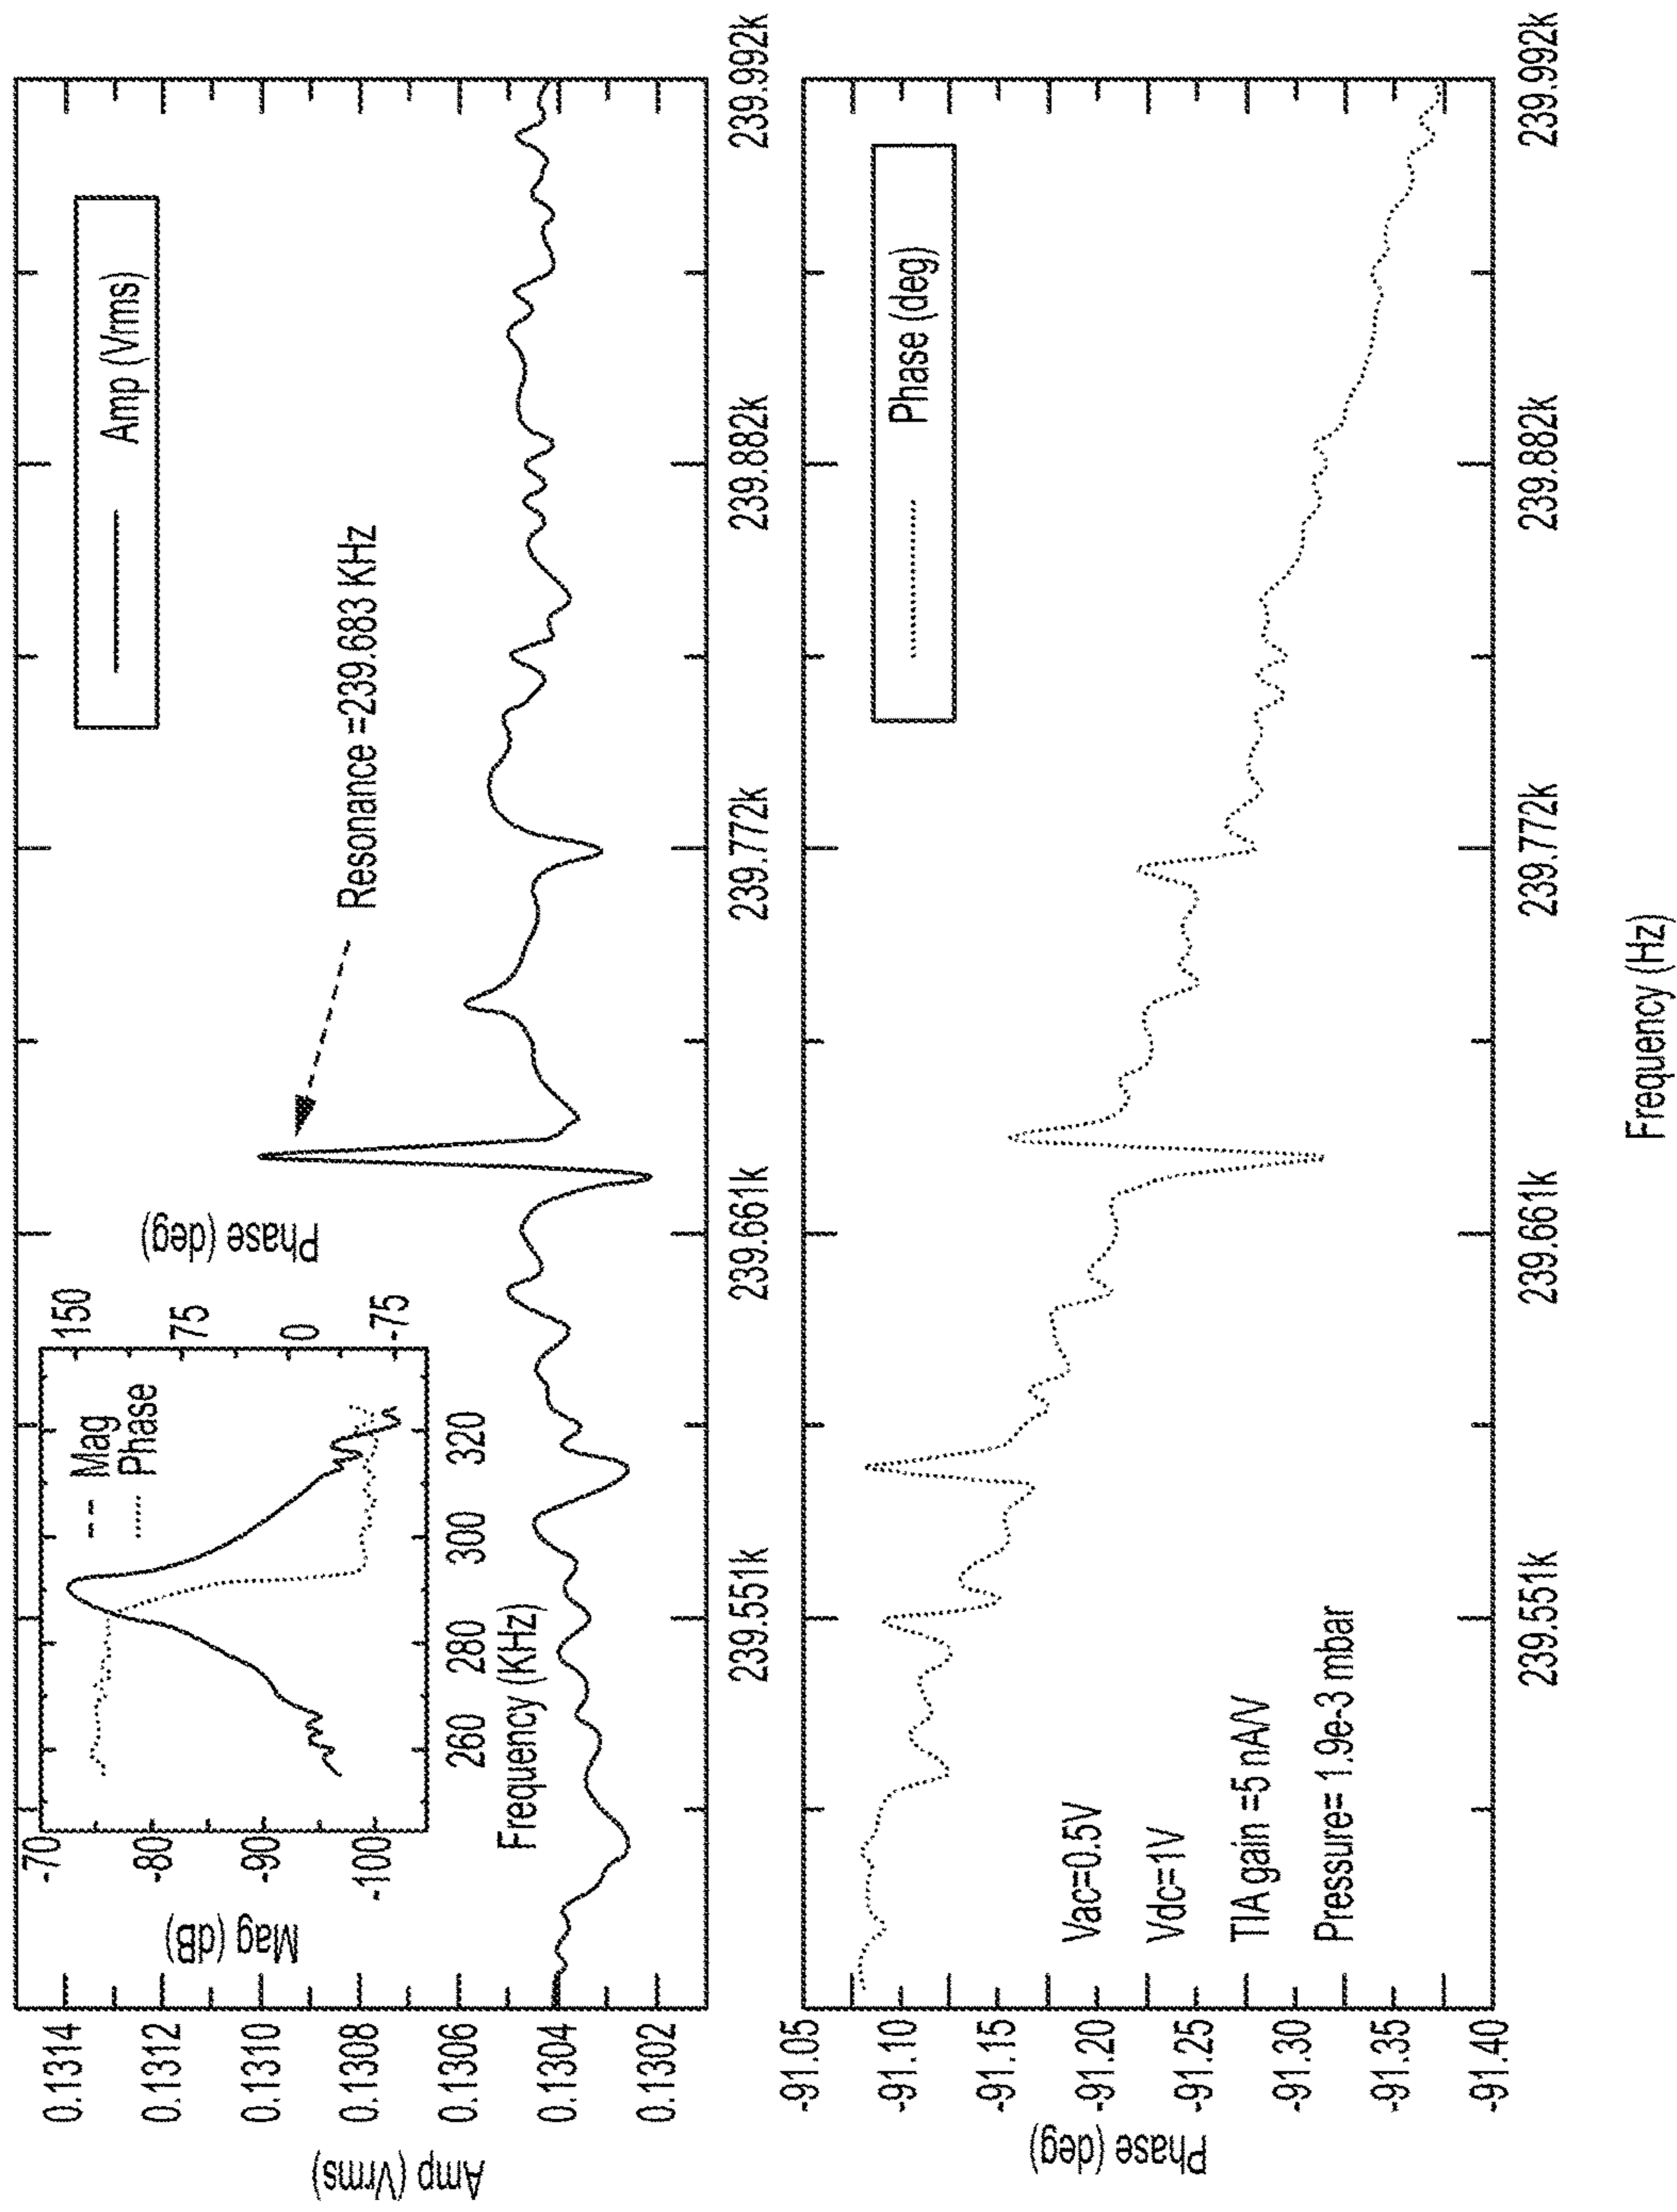 Amp (Vrms)
0.1314
0.1312
0.1310
0.1308
0.1306
0.1304
0.1302
Mag (dB)
-70
-80
-90
-100
Mag
Phase
150
75
0
-75
Phase (deg)
260 280 300 320
Frequency (KHz)
Resonance =239.683 KHz
Amp (Vrms)
239.551k 239.661k 239.772k 239.882k 239.992k
Phase (deg)
-91.05
-91.10
-91.15
-91.20
-91.25
-91.30
-91.35
-91.40
Phase (deg)
Vac=0.5V
Vdc=1V
TIA gain =5 nA/V
Pressure= 1.9e-3 mbar
239.551k 239.661k 239.772k 239.882k 239.992k
Frequency (Hz)